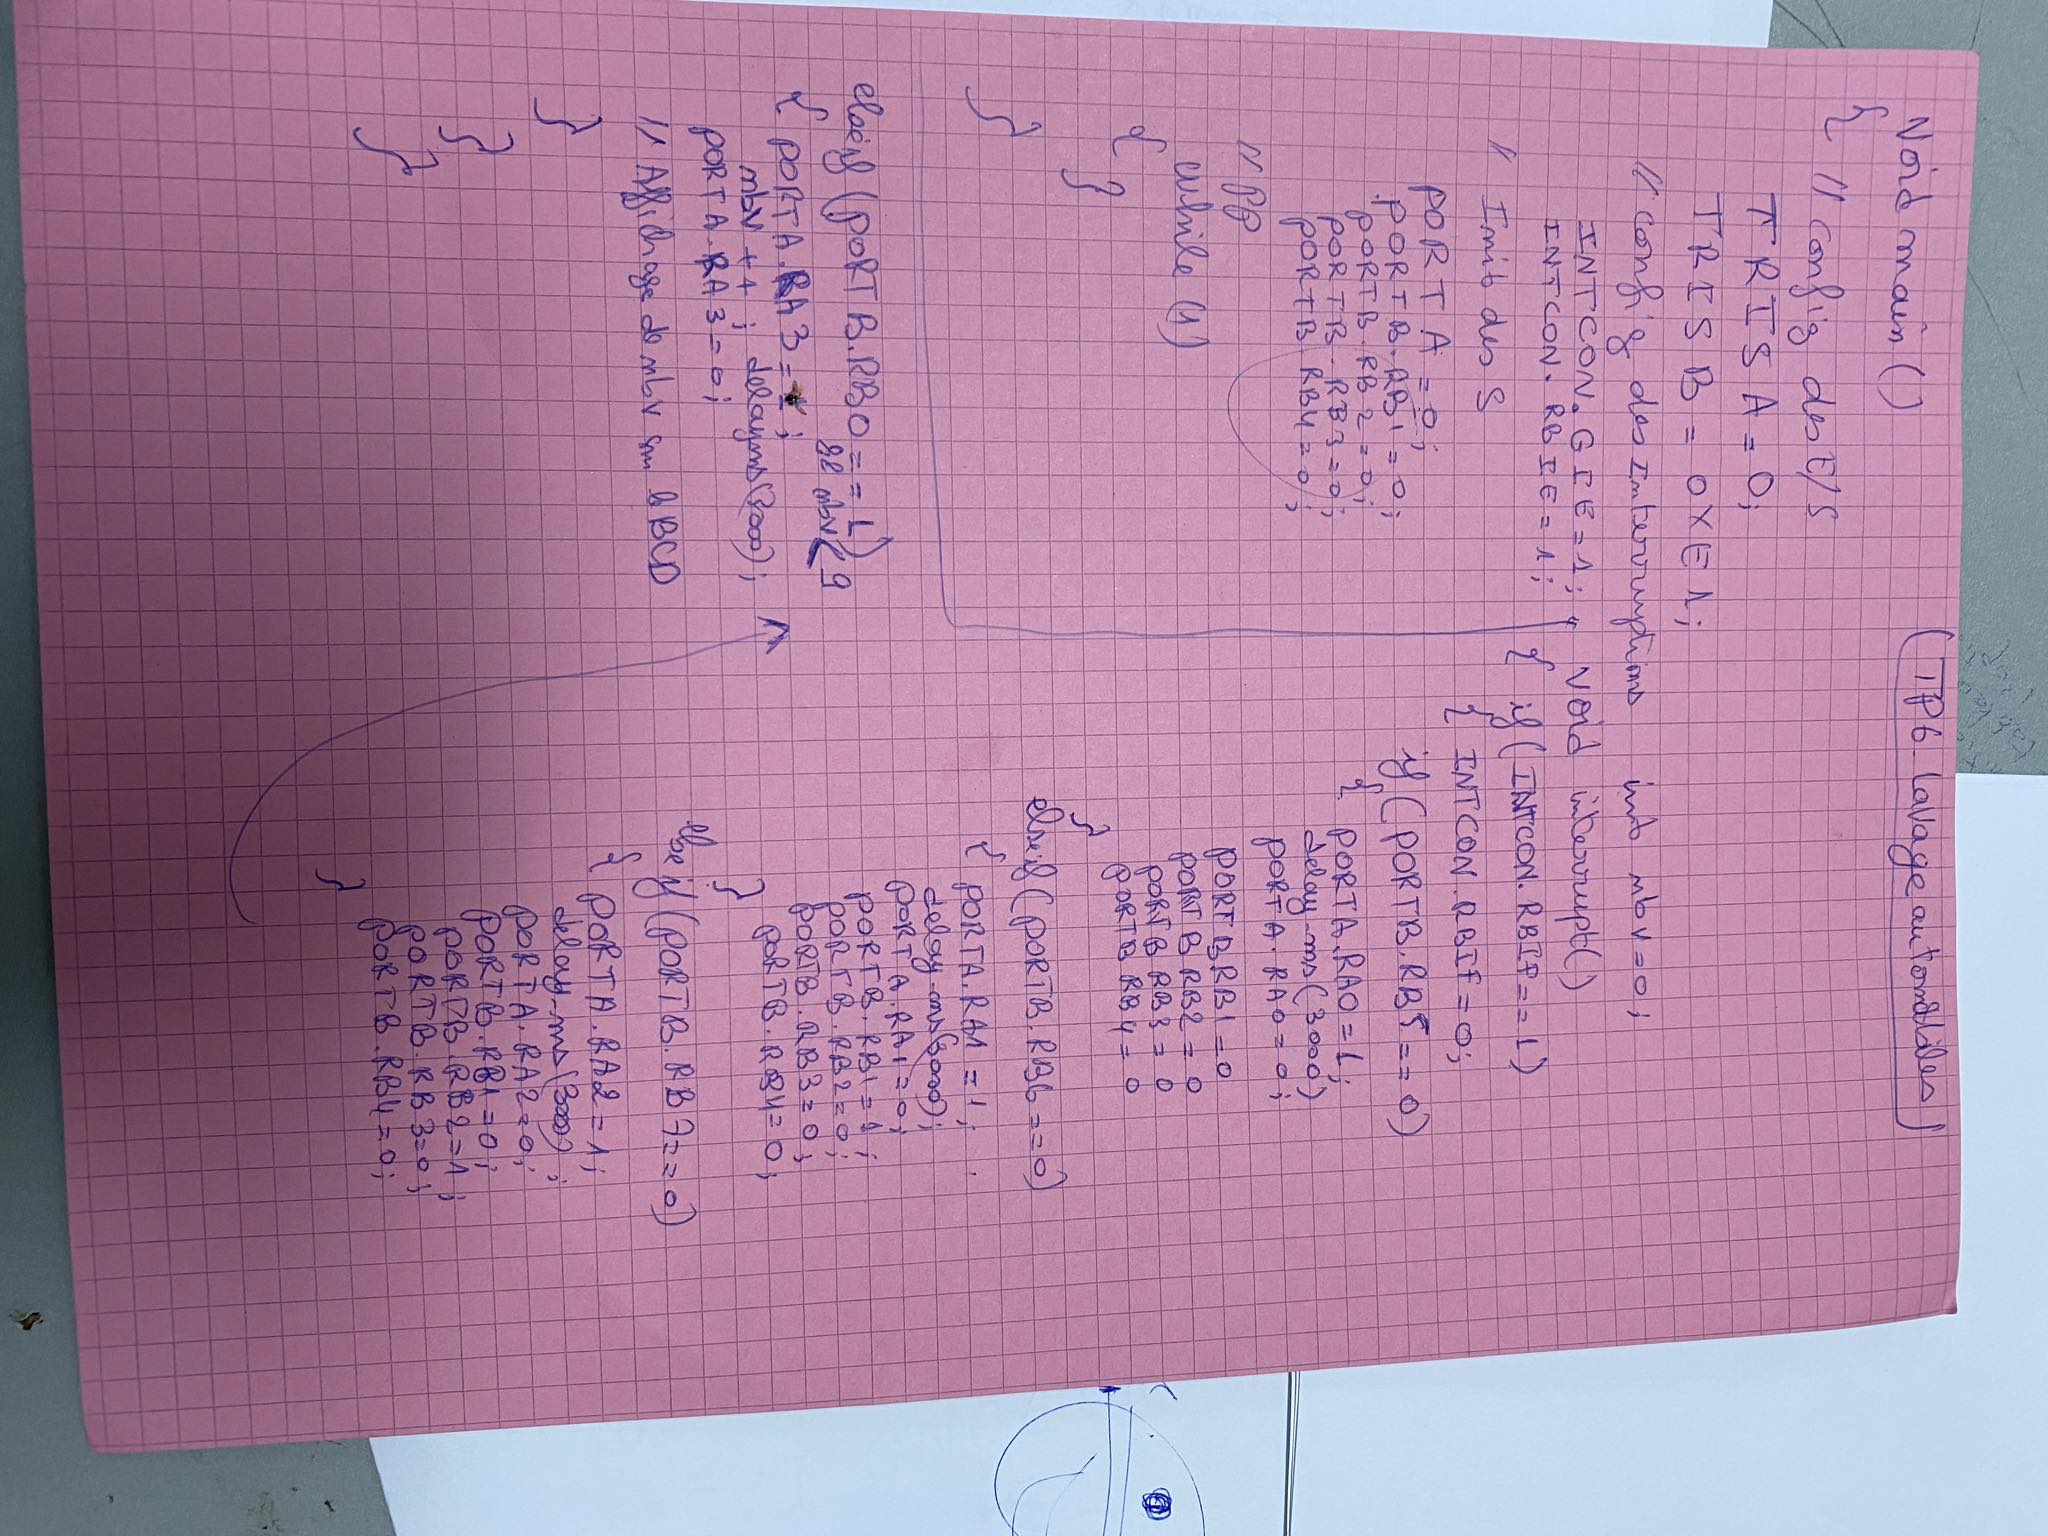 (TP6_Lavage automobiles)
Void main ()
{ // config des E/S
TRISA = 0;
TRISB = 0XE1;
// config des Interruptions
INTCON.GIE=1;
INTCON.RBIE=1;
// Init des S
PORTA = 0;
PORTB.RB1 = 0;
PORTB.RB2 = 0;
PORTB.RB3 = 0;
PORTB.RB4 = 0;
// PP
while (1)
{
}
}
int nbv = 0;
void interrupt()
{ if (INTCON.RBIF == 1)
{ INTCON.RBIF = 0;
if (PORTB.RB5 == 0)
{ PORTA.RA0 = 1;
delay_ms(3000)
PORTA.RA0 = 0;
PORTB RB1 = 0
PORTB RB2 = 0
PORTB RB3 = 0
PORTB RB4 = 0
}
else if (PORTB.RB6 == 0)
{ PORTA.RA1 = 1;
delay_ms(3000);
PORTA.RA1 = 0;
PORTB.RB1 = 1;
PORTB.RB2 = 0;
PORTB.RB3 = 0;
PORTB.RB4 = 0;
}
else if (PORTB.RB7 == 0)
{ PORTA.RA2 = 1;
delay_ms(3000);
PORTA.RA2 = 0;
PORTB.RB1 = 0;
PORTB.RB2 = 1;
PORTB.RB3 = 0;
PORTB.RB4 = 0;
}
else if (PORTB.RB0 == 1)
&& nbv < 9
{ PORTA.RA3 = 1;
nbv ++ ; delayms(3000);
PORTA.RA3 = 0;
// Affichage de nbv sur le BCD
}
}
}